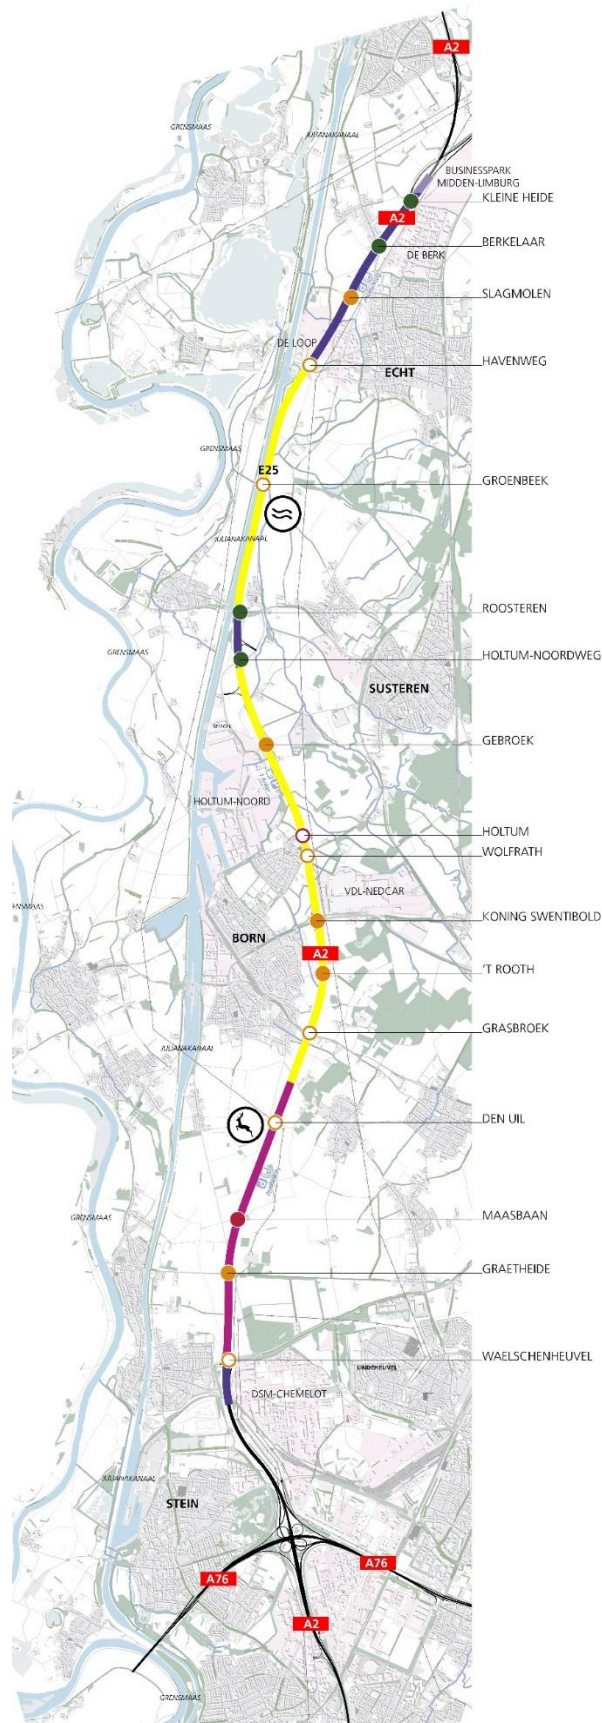 A2
GRENSMAAS
JULIANAKANAAL
BUSINESSPARK
MIDDEN-LIMBURG
KLEINE HEIDE
A2
BERKELAAR
DE BERK
SLAGMOLEN
DE LOOP
HAVENWEG
ECHT
GRENSMAAS
E25
GROENBEEK
JULIANAKANAAL
ROOSTEREN
GRENSMAAS
HOLTUM-NOORDWEG
SUSTEREN
GEBROEK
HOLTUM-NOORD
HOLTUM
WOLFRATH
VDL-NEDCAR
ENSMAAS
KONING SWENTIBOLD
BORN
A2
'T ROOTH
GRASBROEK
JULIANAKANAAL
DEN UIL
MAASBAAN
GRENSMAAS
GRAETHEIDE
WAELSCHENHEUVEL
LINDENHEUVEL
DSM-CHEMELOT
JULIANAKANAAL
STEIN
A76
A76
A2
GRENSMAAS